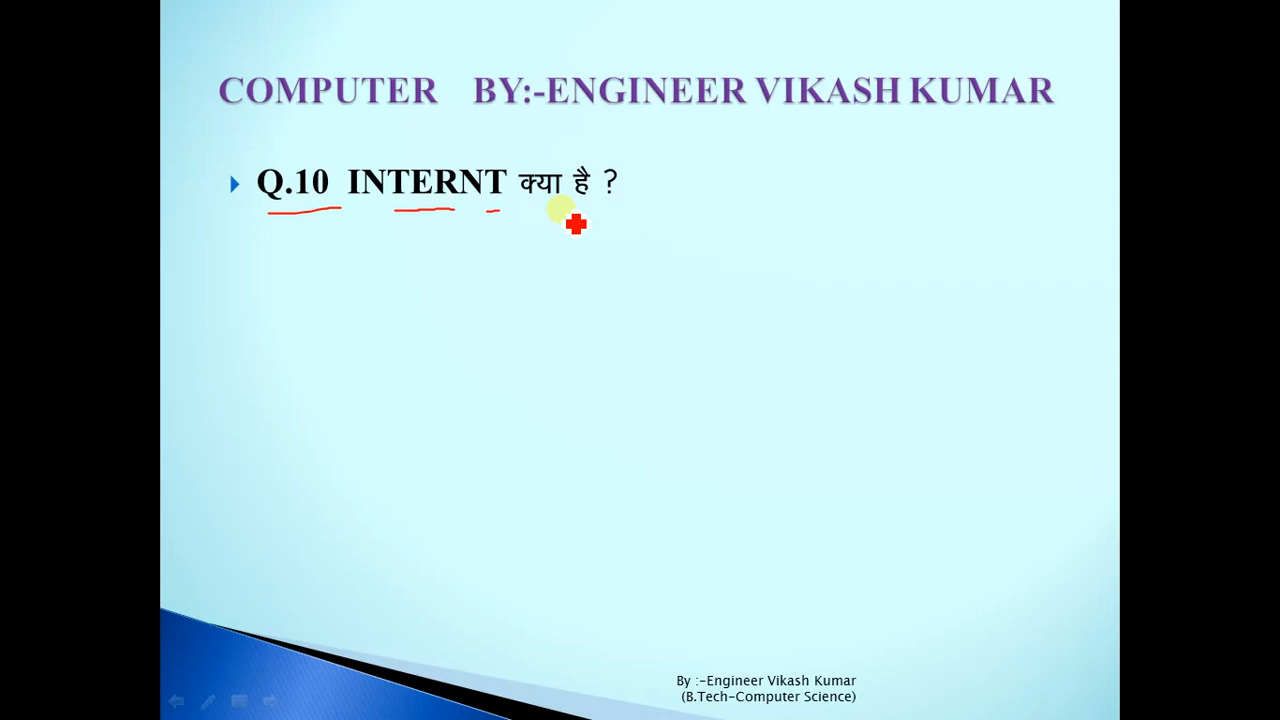 COMPUTER BY:-ENGINEER VIKASH KUMAR
Q.10 INTERNT क्या है ?
By :-Engineer Vikash Kumar
(B.Tech-Computer Science)